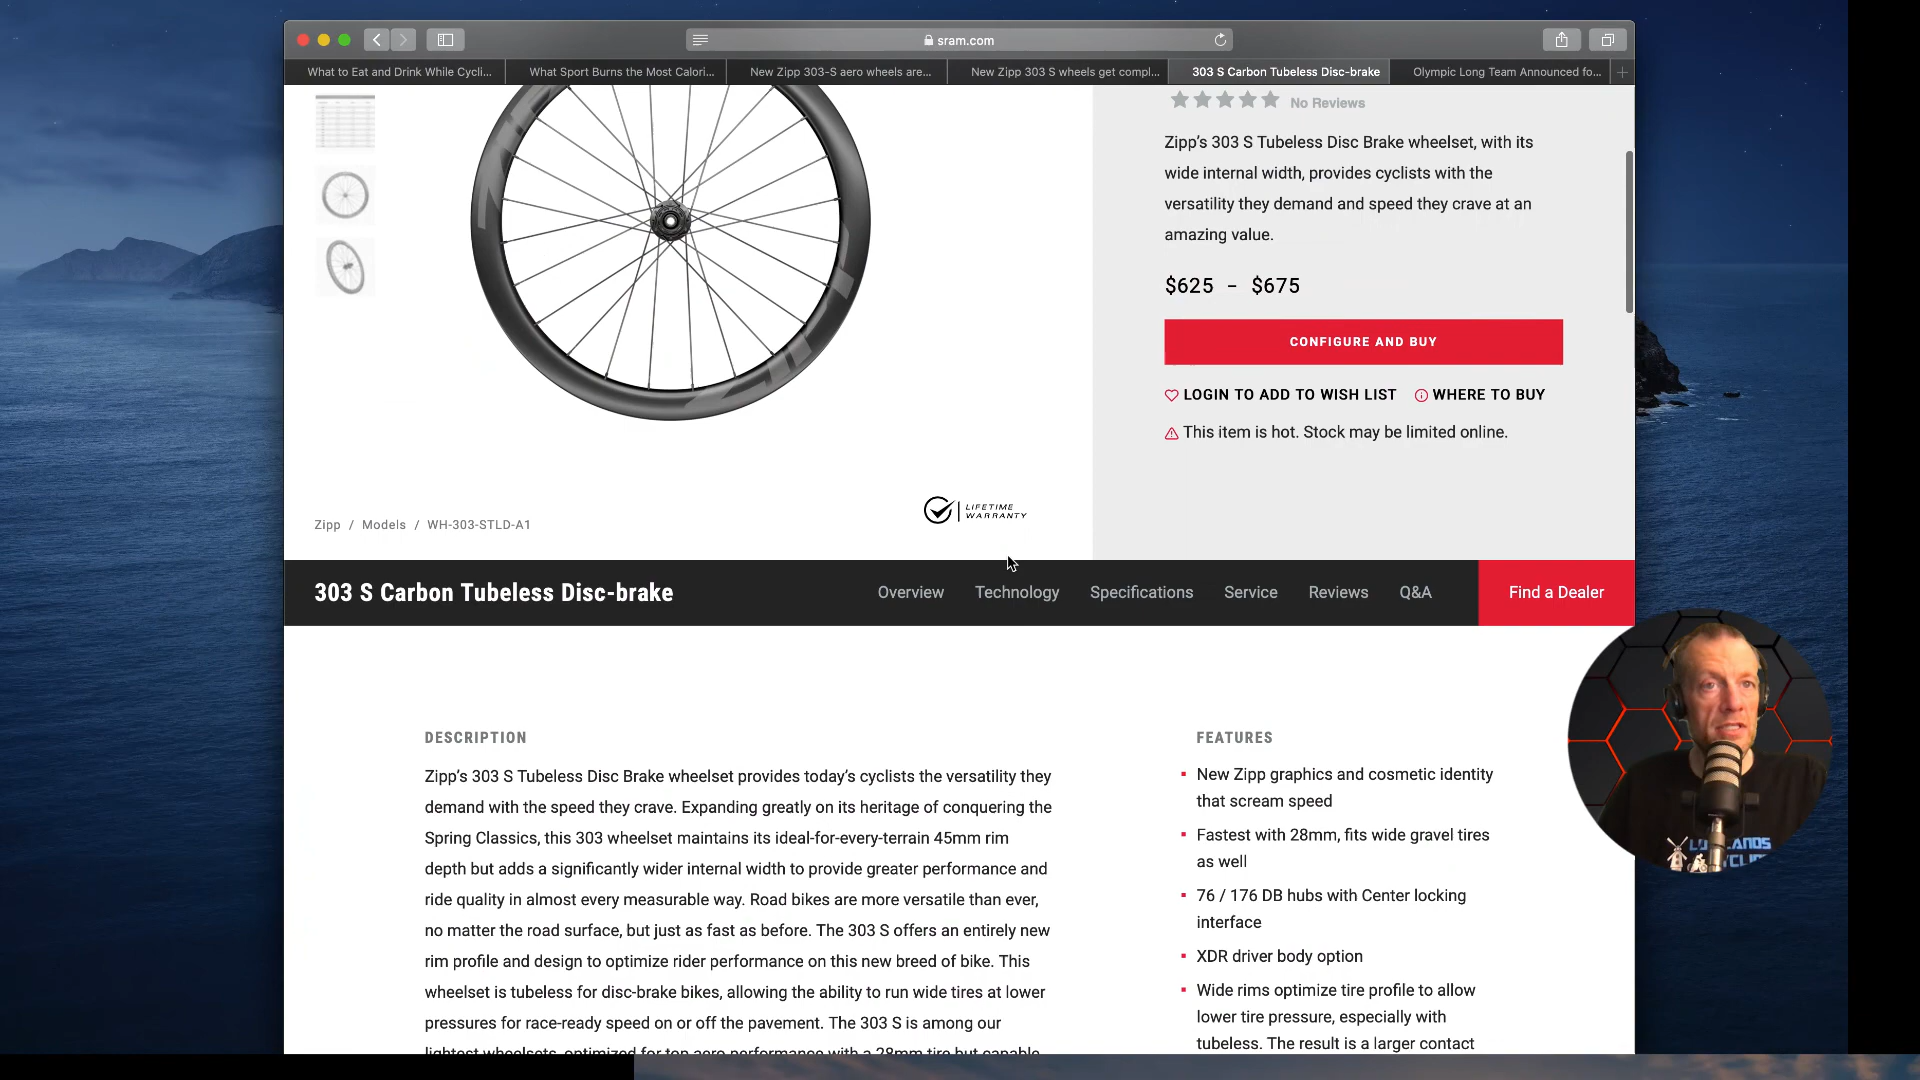 sram.com
What to Eat and Drink While Cycli...
What Sport Burns the Most Calori...
New Zipp 303-S aero wheels are...
New Zipp 303 S wheels get compl...
303 S Carbon Tubeless Disc-brake
Olympic Long Team Announced fo...
No Reviews
Zipp’s 303 S Tubeless Disc Brake wheelset, with its
wide internal width, provides cyclists with the
versatility they demand and speed they crave at an
amazing value.
$625 – $675
CONFIGURE AND BUY
LOGIN TO ADD TO WISH LIST
WHERE TO BUY
This item is hot. Stock may be limited online.
LIFETIME
WARRANTY
Zipp / Models / WH-303-STLD-A1
303 S Carbon Tubeless Disc-brake
Overview
Technology
Specifications
Service
Reviews
Q&A
Find a Dealer
DESCRIPTION
Zipp’s 303 S Tubeless Disc Brake wheelset provides today’s cyclists the versatility they
demand with the speed they crave. Expanding greatly on its heritage of conquering the
Spring Classics, this 303 wheelset maintains its ideal-for-every-terrain 45mm rim
depth but adds a significantly wider internal width to provide greater performance and
ride quality in almost every measurable way. Road bikes are more versatile than ever,
no matter the road surface, but just as fast as before. The 303 S offers an entirely new
rim profile and design to optimize rider performance on this new breed of bike. This
wheelset is tubeless for disc-brake bikes, allowing the ability to run wide tires at lower
pressures for race-ready speed on or off the pavement. The 303 S is among our
lightest wheelsets, optimized for top aero performance with a 28mm tire but capable
FEATURES
New Zipp graphics and cosmetic identity
that scream speed
Fastest with 28mm, fits wide gravel tires
as well
76 / 176 DB hubs with Center locking
interface
XDR driver body option
Wide rims optimize tire profile to allow
lower tire pressure, especially with
tubeless. The result is a larger contact